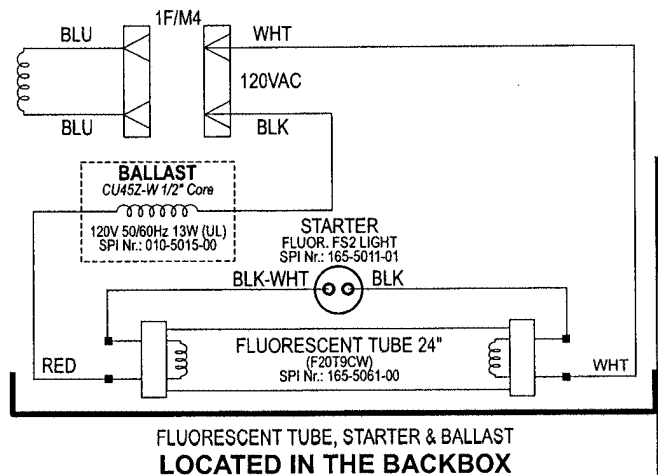 1F/M4
BLU
WHT
120VAC
BLU
BLK
BALLAST
CU45Z-W 1/2" Core
120V 50/60Hz 13W (UL)
SPI Nr.: 010-5015-00
STARTER
FLUOR. FS2 LIGHT
SPI Nr.: 165-5011-01
BLK-WHT
BLK
FLUORESCENT TUBE 24"
(F20T9CW)
SPI Nr.: 165-5061-00
RED
WHT
FLUORESCENT TUBE, STARTER & BALLAST
LOCATED IN THE BACKBOX